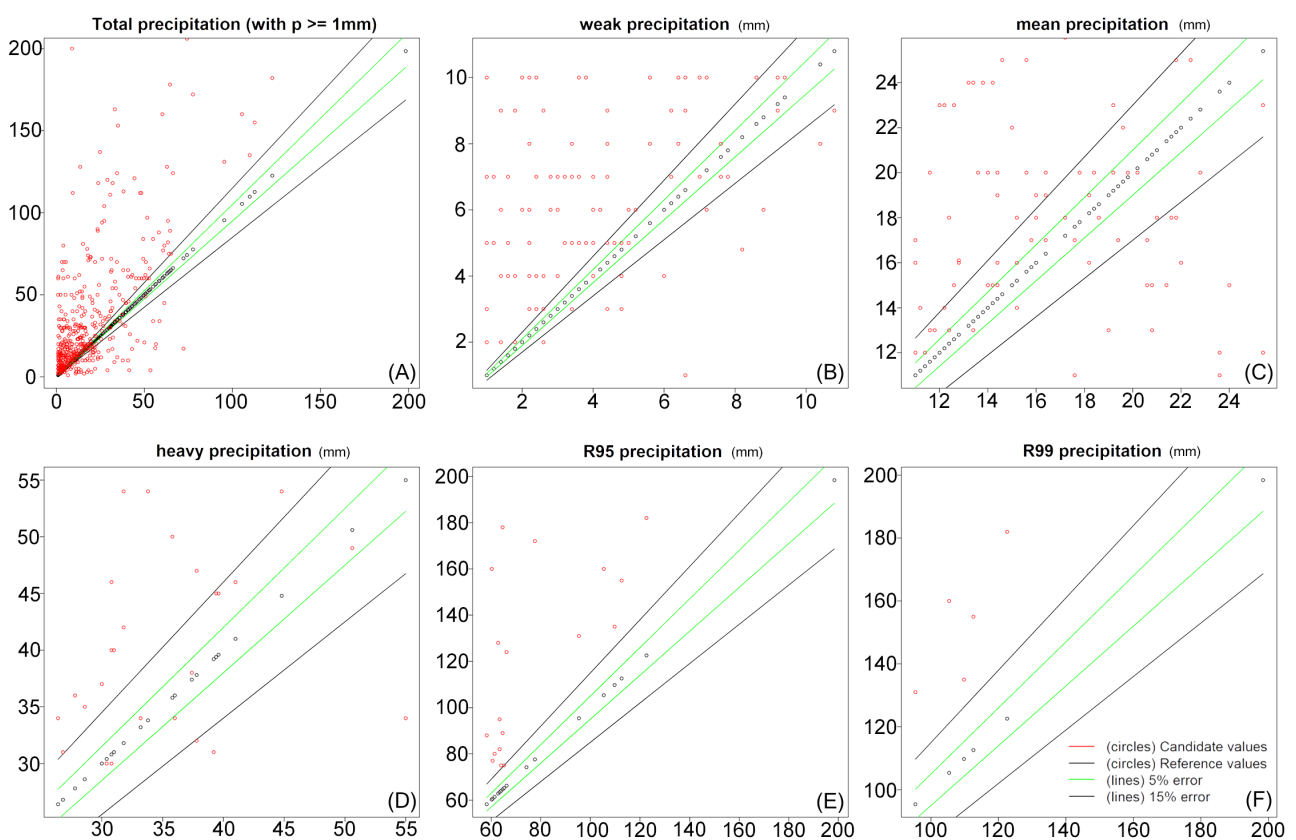 Total precipitation (with p >= 1mm)
200
150
100
50
0
0 50 100 150 200
(A)
weak precipitation (mm)
10
8
6
4
2
2 4 6 8 10
(B)
mean precipitation (mm)
24
22
20
18
16
14
12
12 14 16 18 20 22 24
(C)
heavy precipitation (mm)
55
50
45
40
35
30
30 35 40 45 50 55
(D)
R95 precipitation (mm)
200
180
160
140
120
100
80
60
60 80 100 120 140 160 180 200
(E)
R99 precipitation (mm)
200
180
160
140
120
100
100 120 140 160 180 200
(circles) Candidate values
(circles) Reference values
(lines) 5% error
(lines) 15% error
(F)